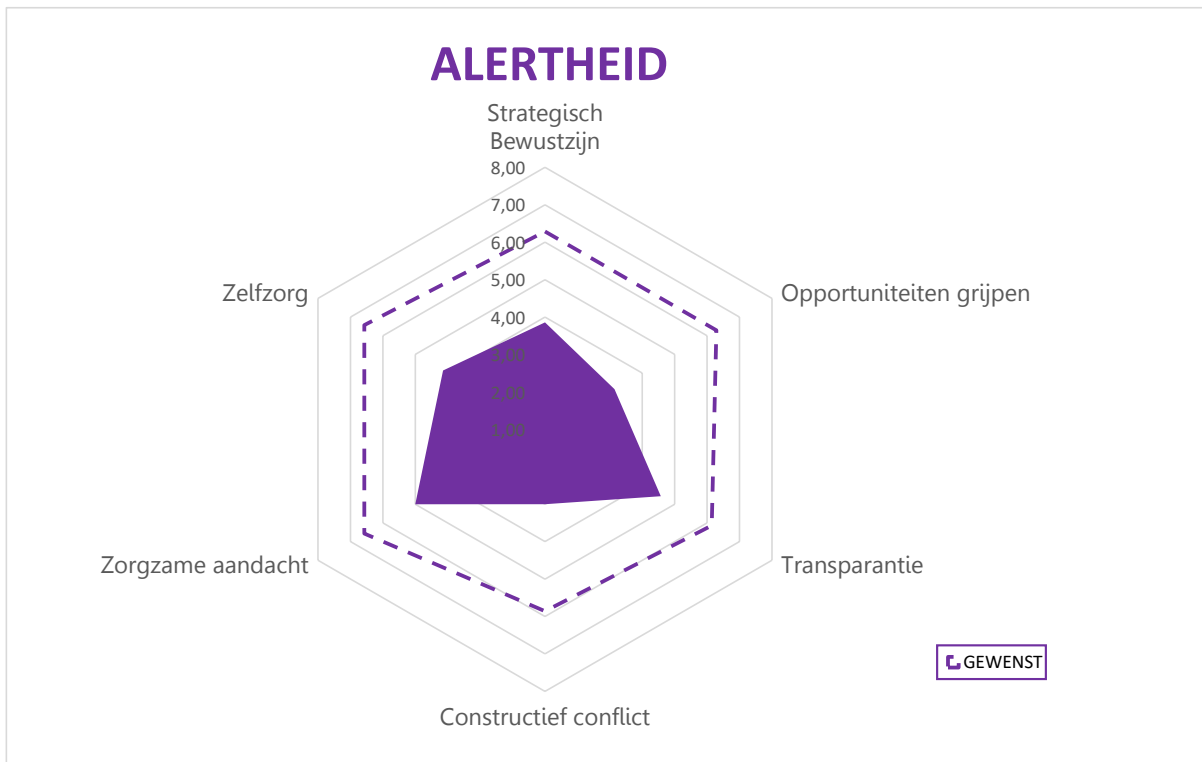 ALERTHEID
Strategisch
Bewustzijn
8,00
7,00
6,00
5,00
4,00
3,00
2,00
1,00
Zelfzorg
Opportuniteiten grijpen
Zorgzame aandacht
Transparantie
GEWENST
Constructief conflict